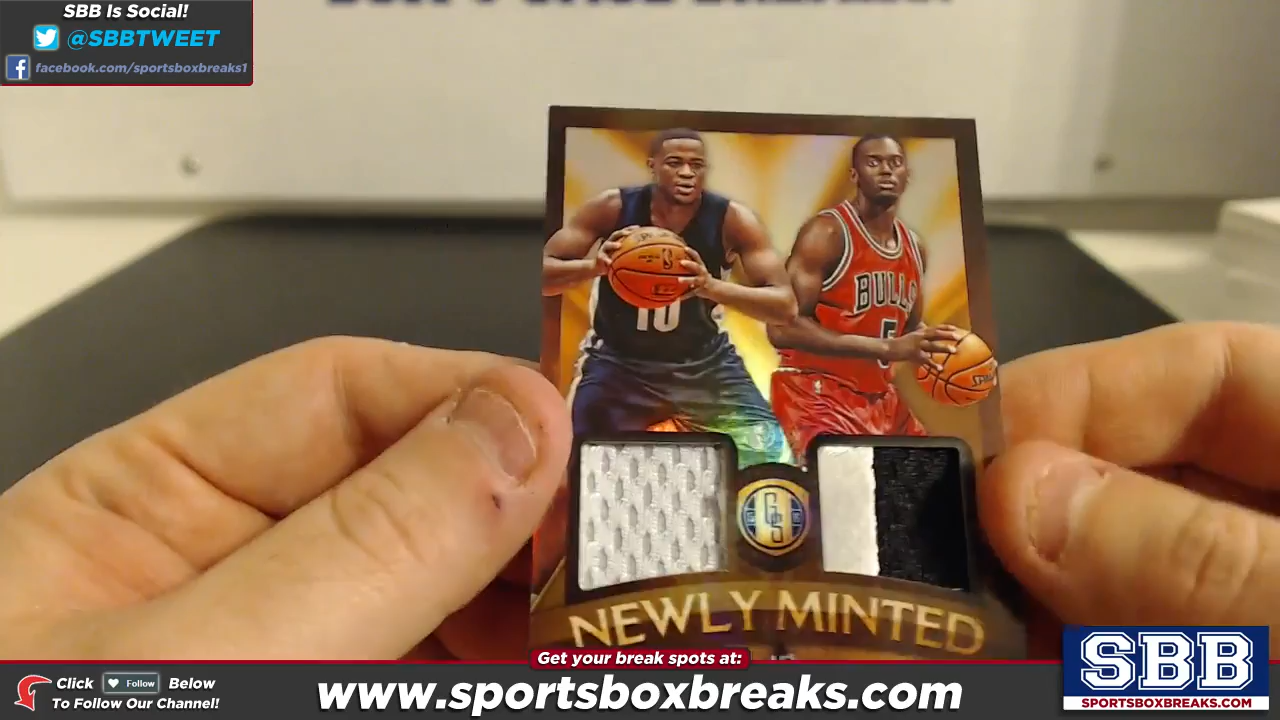 SBB Is Social!
@SBBTWEET
facebook.com/sportsboxbreaks1
10
BULLS
5
GS
NEWLY MINTED
Get your break spots at:
Click Follow Below
To Follow Our Channel!
www.sportsboxbreaks.com
SBB
SPORTSBOXBREAKS.COM